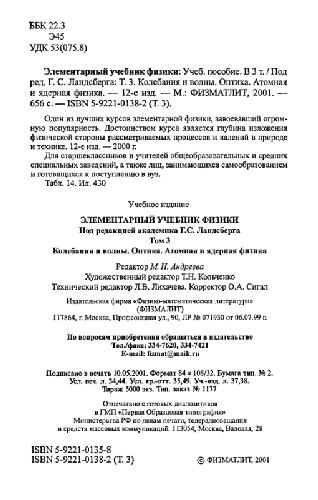 ББК 22.3
Э45
УДК 53(075.8)
Элементарный учебник физики: Учеб. пособие. В 3 т. / Под
ред. Г. С. Ландсберга: Т. 3. Колебания и волны. Оптика. Атомная
и ядерная физика. — 12-е изд. — М.: ФИЗМАТЛИТ, 2001. —
656 с. — ISBN 5-9221-0138-2 (Т. 3).
Один из лучших курсов элементарной физики, завоевавший огром-
ную популярность. Достоинством курса является глубина изложения
физической стороны рассматриваемых процессов и явлений в природе
и технике. 12-е изд. — 2000 г.
Для старшеклассников и учителей общеобразовательных и средних
специальных заведений, а также лиц, занимающихся самообразованием
и готовящихся к поступлению в вуз.
Табл. 14. Ил. 430
Учебное издание
ЭЛЕМЕНТАРНЫЙ УЧЕБНИК ФИЗИКИ
Под редакцией академика Г.С. Ландсберга
Том 3
Колебания и волны. Оптика. Атомная и ядерная физика
Редактор М.Н. Андреева
Художественный редактор Т.Н. Кольченко
Технический редактор Л.В. Лихачева. Корректор О.А. Сигал
Издательская фирма «Физико-математическая литература»
(ФИЗМАТЛИТ)
117864, г. Москва, Профсоюзная ул., 90, ЛР № 071930 от 06.07.99 г.
По вопросам приобретения обращаться в издательство
Тел./факс: 334-7620, 334-7421
E-mail: fizmat@maik.ru
Подписано в печать 10.05.2001. Формат 84 × 108/32. Бумага тип. № 2.
Усл. печ. л. 34,44. Усл. кр.-отт. 35,49. Уч.-изд. л. 37,38.
Тираж 5000 экз. Тип. заказ № 1177
Отпечатано с готовых диапозитивов
в ГМП «Первая Образцовая типография»
Министерства РФ по делам печати, телерадиовещания
и средств массовых коммуникаций. 113054, Москва, Валовая, 28
ISBN 5-9221-0135-8
ISBN 5-9221-0138-2 (Т. 3)
© ФИЗМАТЛИТ, 2001